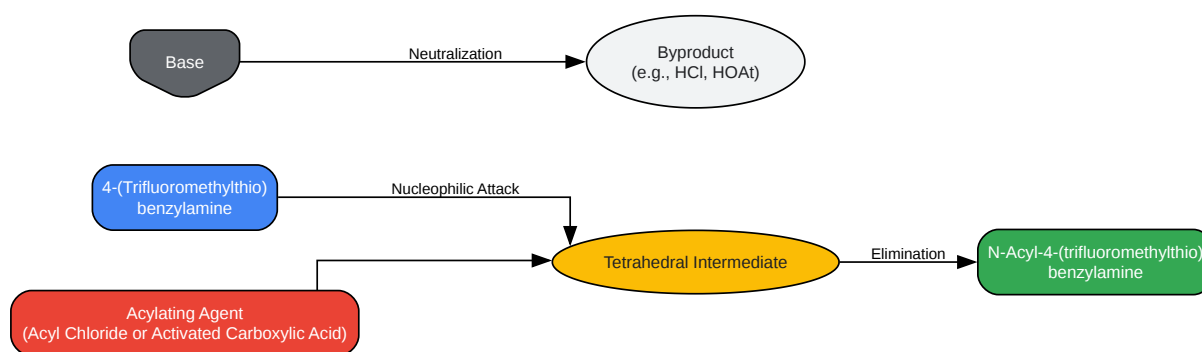 Base
Neutralization
Byproduct
(e.g., HCl, HOAt)
4-(Trifluoromethylthio)
benzylamine
Nucleophilic Attack
Tetrahedral Intermediate
Elimination
N-Acyl-4-(trifluoromethylthio)
benzylamine
Acylating Agent
(Acyl Chloride or Activated Carboxylic Acid)